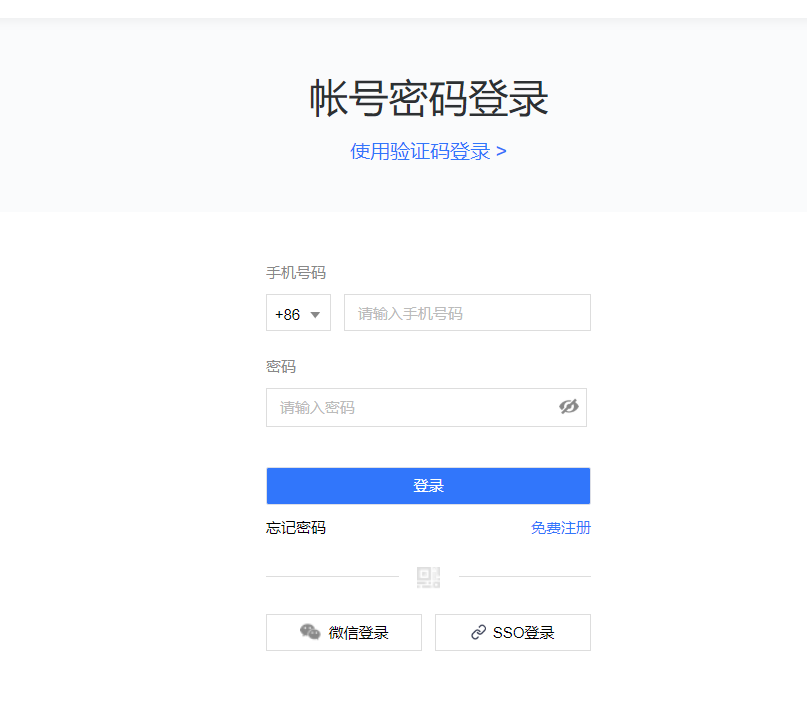 帐号密码登录
使用验证码登录 >
手机号码
+86 请输入手机号码
密码
请输入密码
登录
忘记密码 免费注册
微信登录 SSO登录